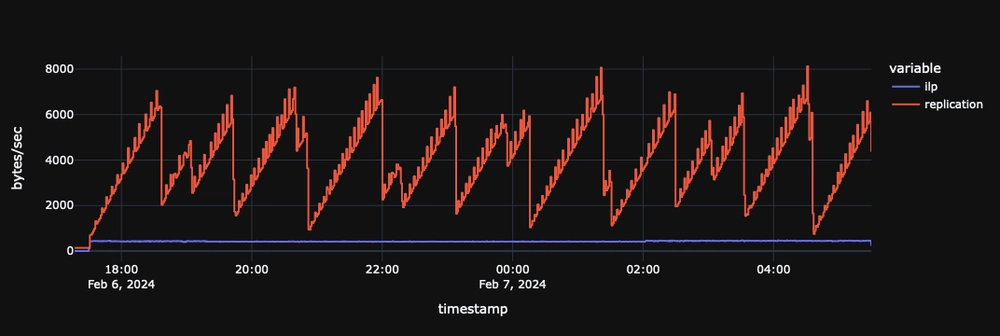 variable
ilp
replication
bytes/sec
8000
6000
4000
2000
0
18:00
Feb 6, 2024
20:00
22:00
00:00
Feb 7, 2024
02:00
04:00
timestamp